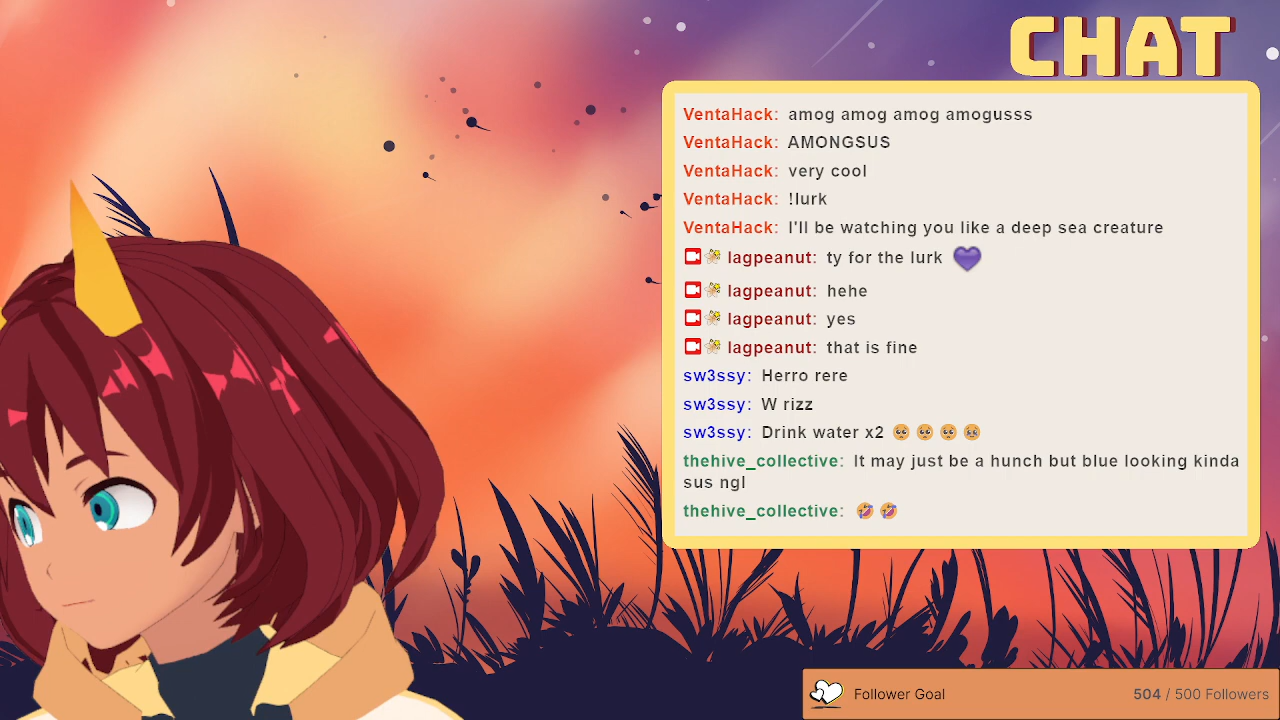 CHAT
VentaHack: amog amog amog amogusss
VentaHack: AMONGSUS
VentaHack: very cool
VentaHack: !lurk
VentaHack: I'll be watching you like a deep sea creature
lagpeanut: ty for the lurk 💜
lagpeanut: hehe
lagpeanut: yes
lagpeanut: that is fine
sw3ssy: Herro rere
sw3ssy: W rizz
sw3ssy: Drink water x2 🥺🥺🥺🥹
thehive_collective: It may just be a hunch but blue looking kinda
sus ngl
thehive_collective: 🤣🤣
Follower Goal 504 / 500 Followers